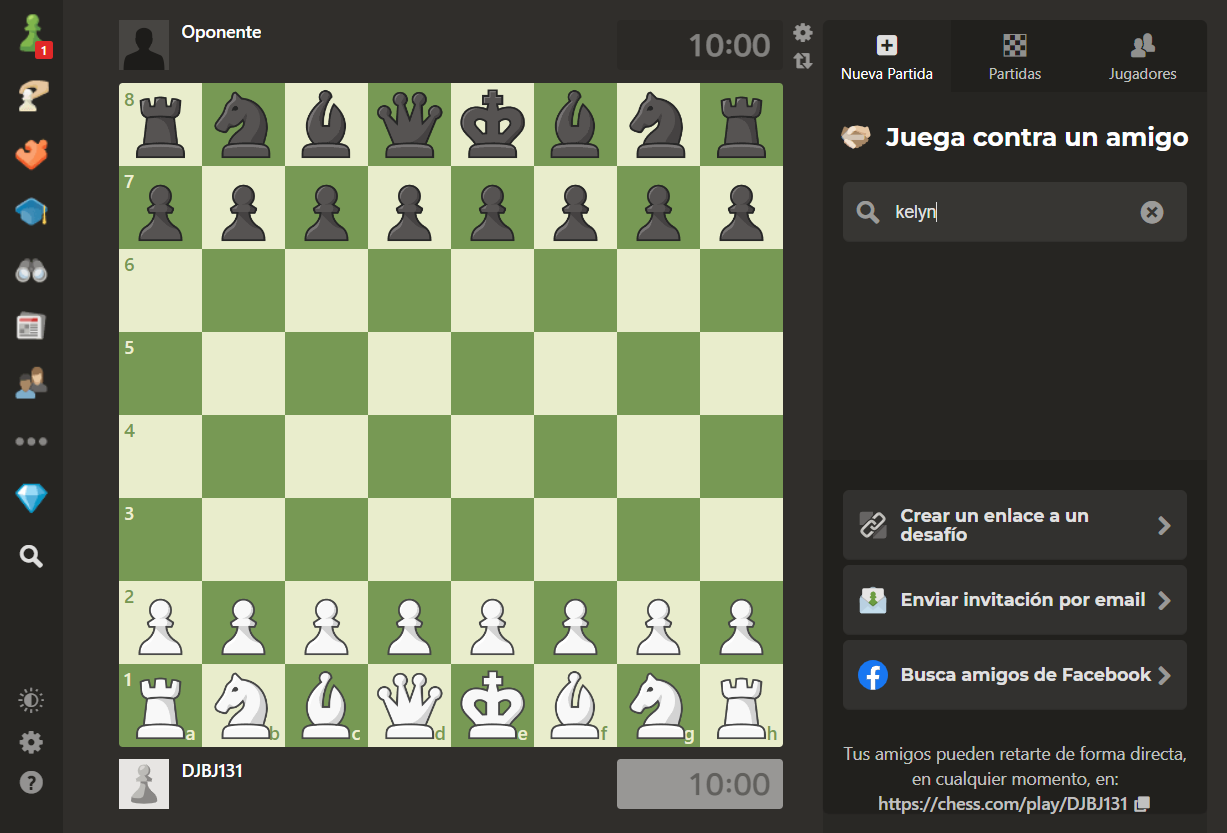 1
Oponente
10:00
8
7
6
5
4
3
2
1
a b c d e f g h
DJBJ131
10:00
Nueva Partida
Partidas
Jugadores
Juega contra un amigo
kelyn
Crear un enlace a un
desafío
Enviar invitación por email
Busca amigos de Facebook
Tus amigos pueden retarte de forma directa,
en cualquier momento, en:
https://chess.com/play/DJBJ131